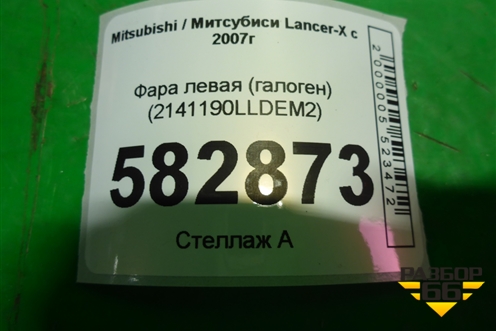 Mitsubishi / Митсубиси Lancer-X с
2007г
Фара левая (галоген)
(2141190LLDEM2)
582873
Стеллаж А
2000005523472
РАЗБОР
66